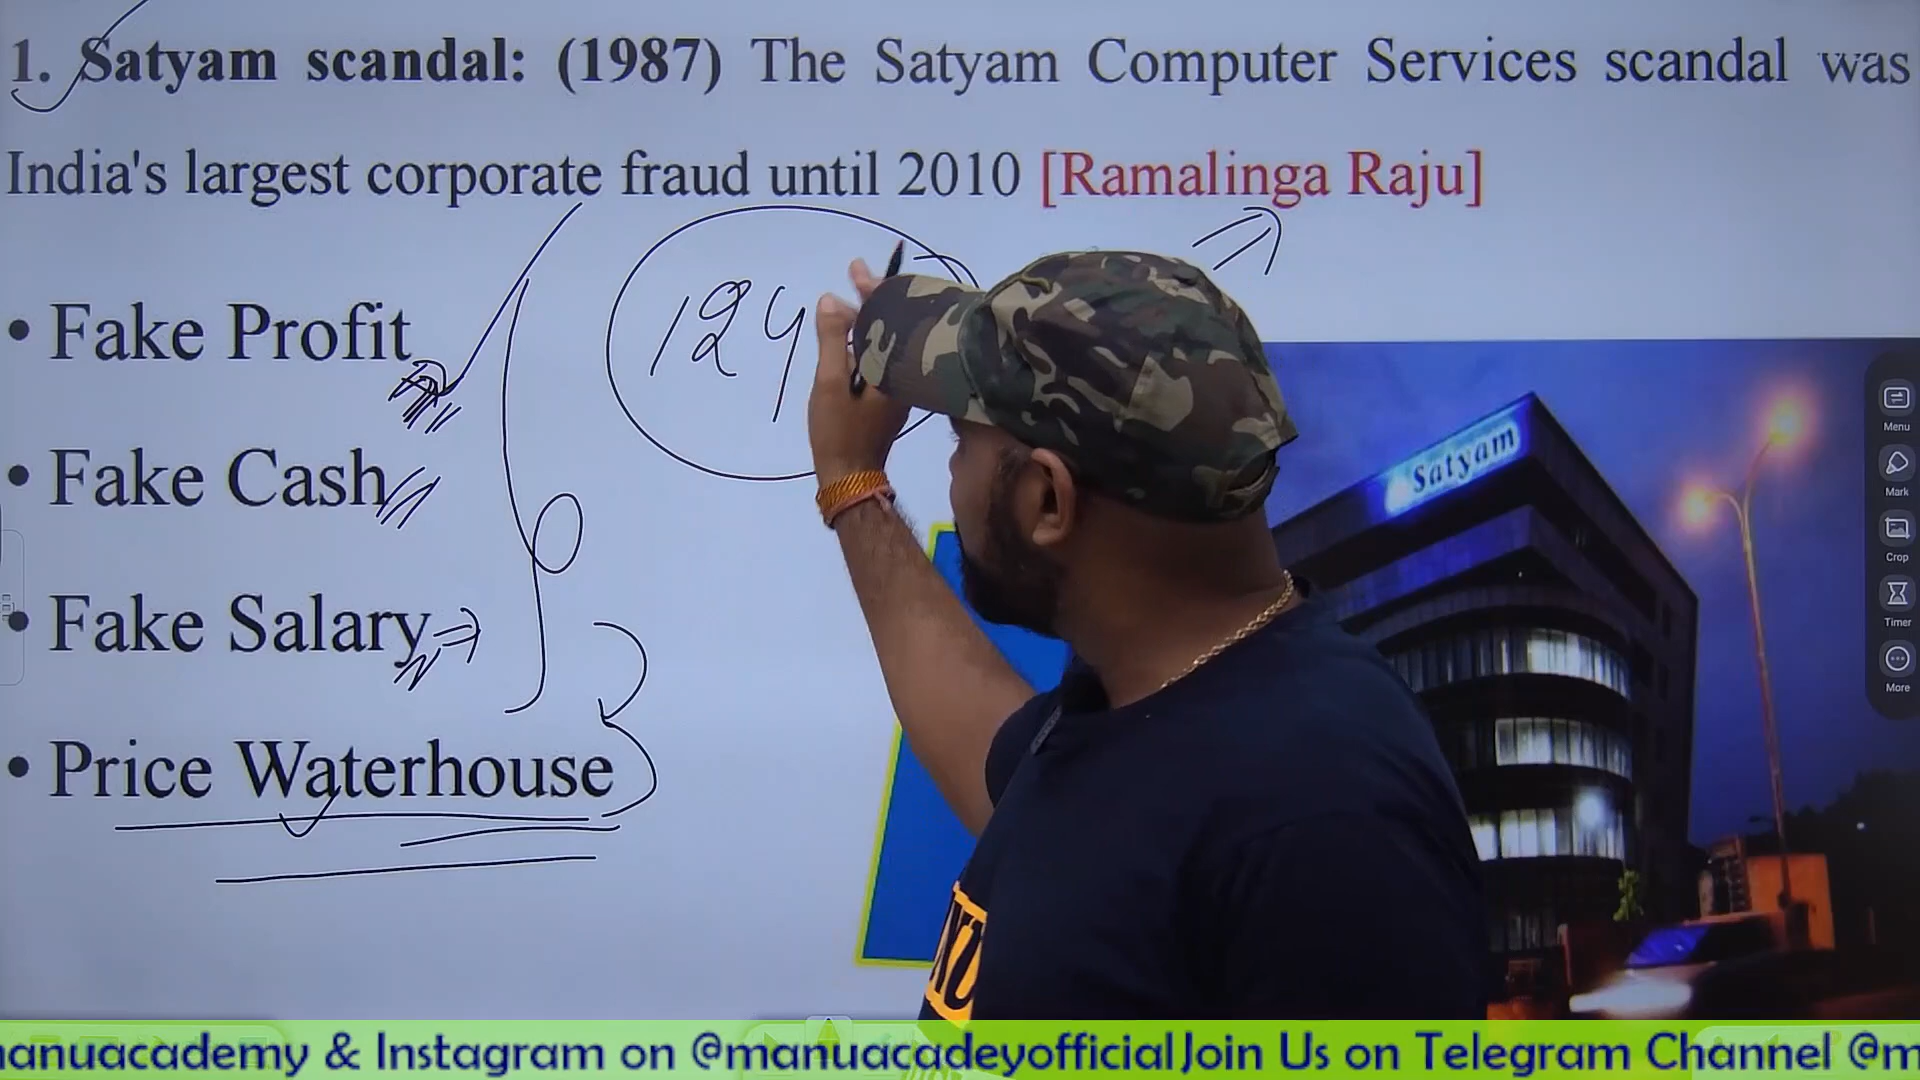 1. Satyam scandal: (1987) The Satyam Computer Services scandal was
India's largest corporate fraud until 2010 [Ramalinga Raju]
• Fake Profit
• Fake Cash
• Fake Salary
• Price Waterhouse
124
Satyam
Menu
Mark
Crop
Timer
More
anuacademy & Instagram on @manuacadeyofficial Join Us on Telegram Channel @m